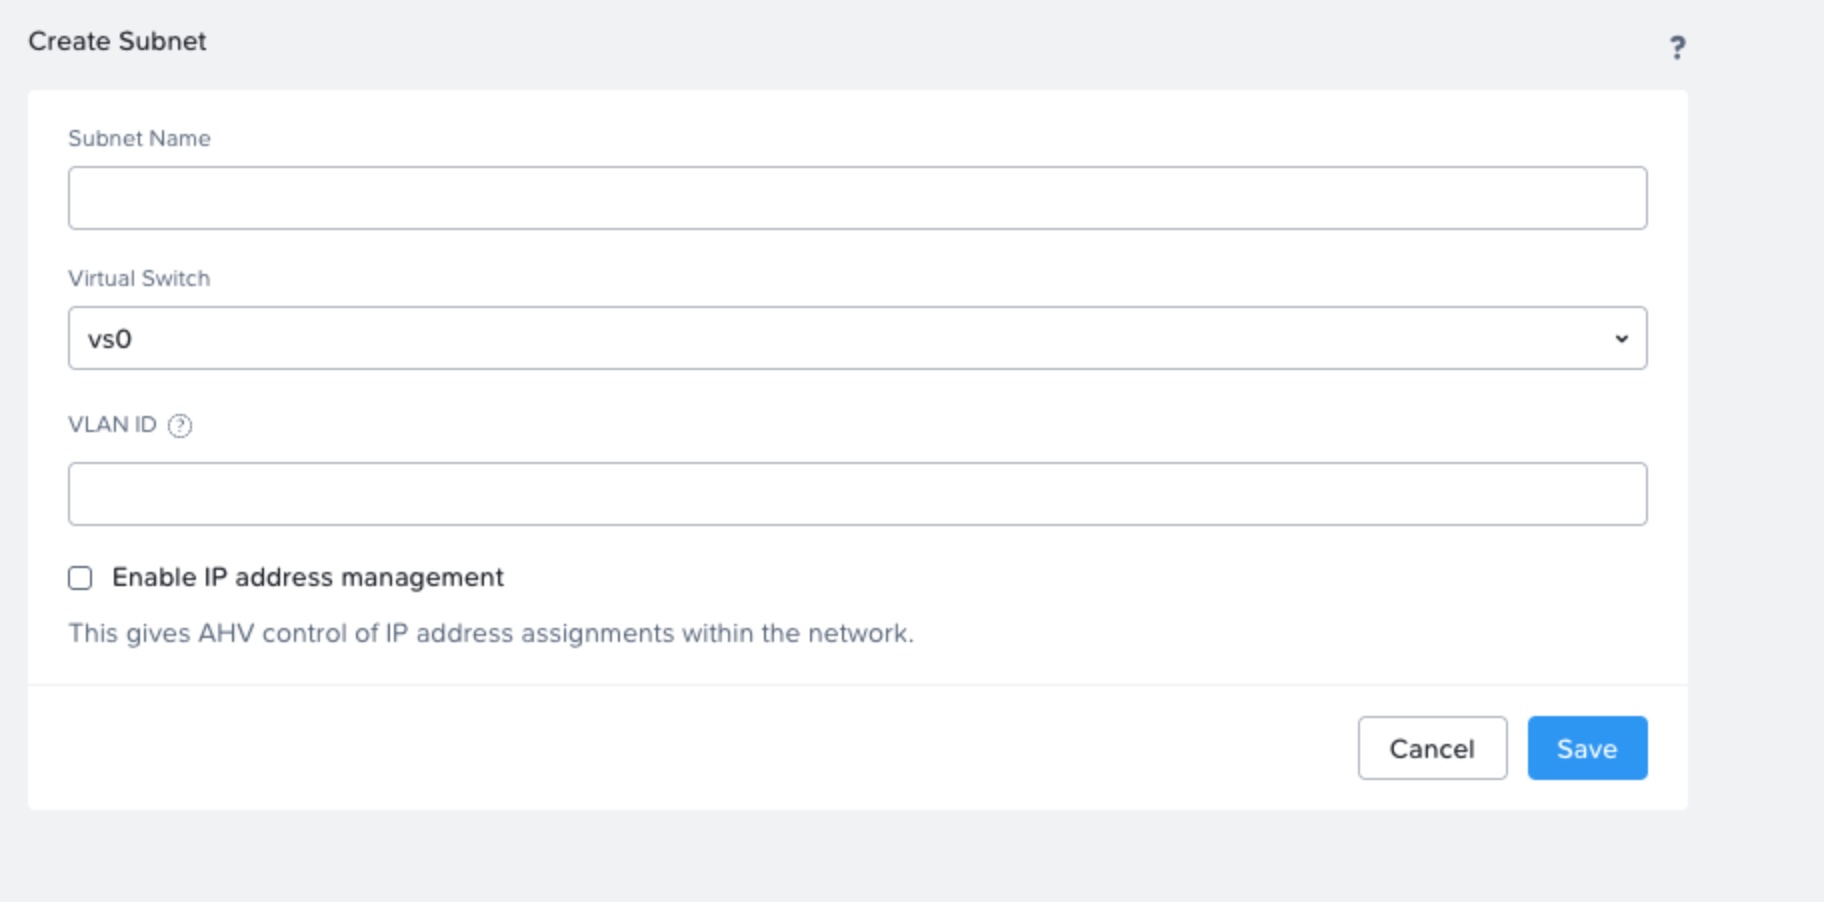 Create Subnet
?
Subnet Name
Virtual Switch
vs0
VLAN ID ?
Enable IP address management
This gives AHV control of IP address assignments within the network.
Cancel Save